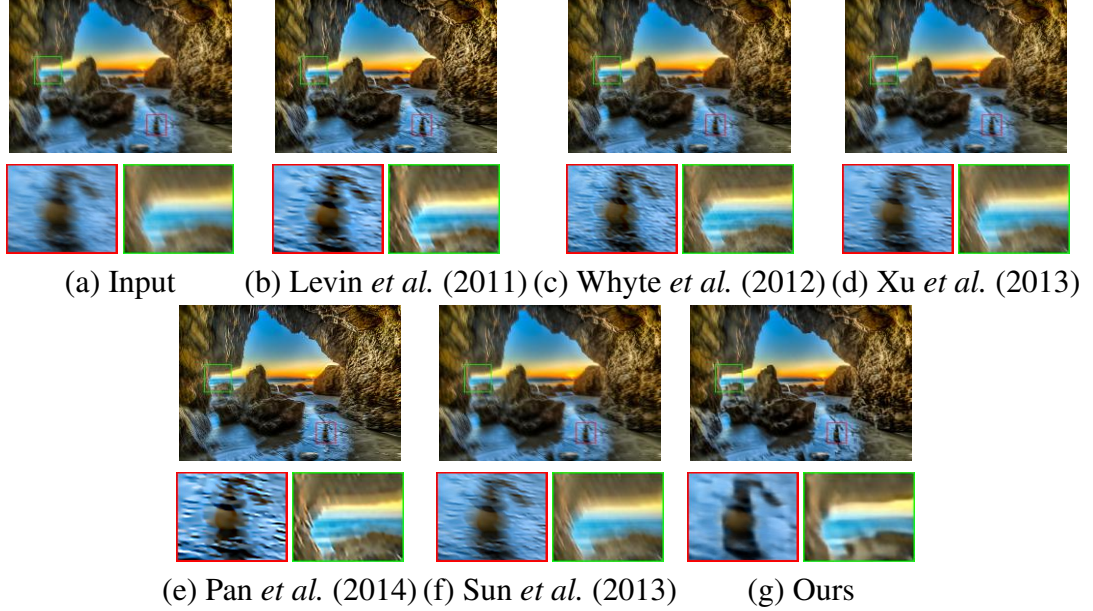 (a) Input
(b) Levin et al. (2011)
(c) Whyte et al. (2012)
(d) Xu et al. (2013)
(e) Pan et al. (2014)
(f) Sun et al. (2013)
(g) Ours